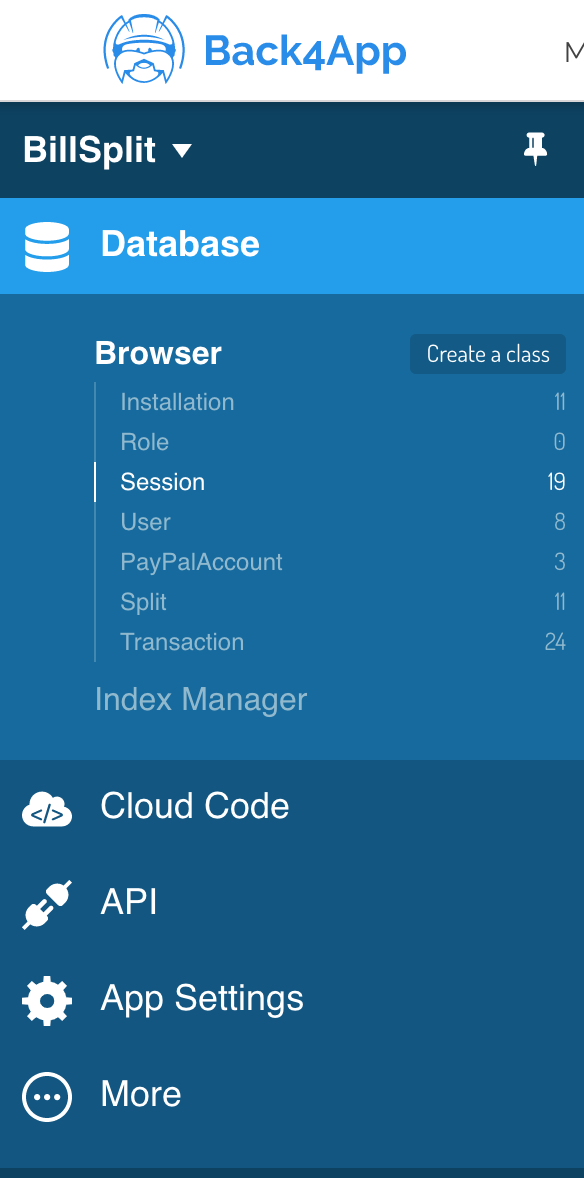 Back4App
M
BillSplit
Database
Browser Create a class
Installation 11
Role 0
Session 19
User 8
PayPalAccount 3
Split 11
Transaction 24
Index Manager
</> Cloud Code
API
App Settings
More